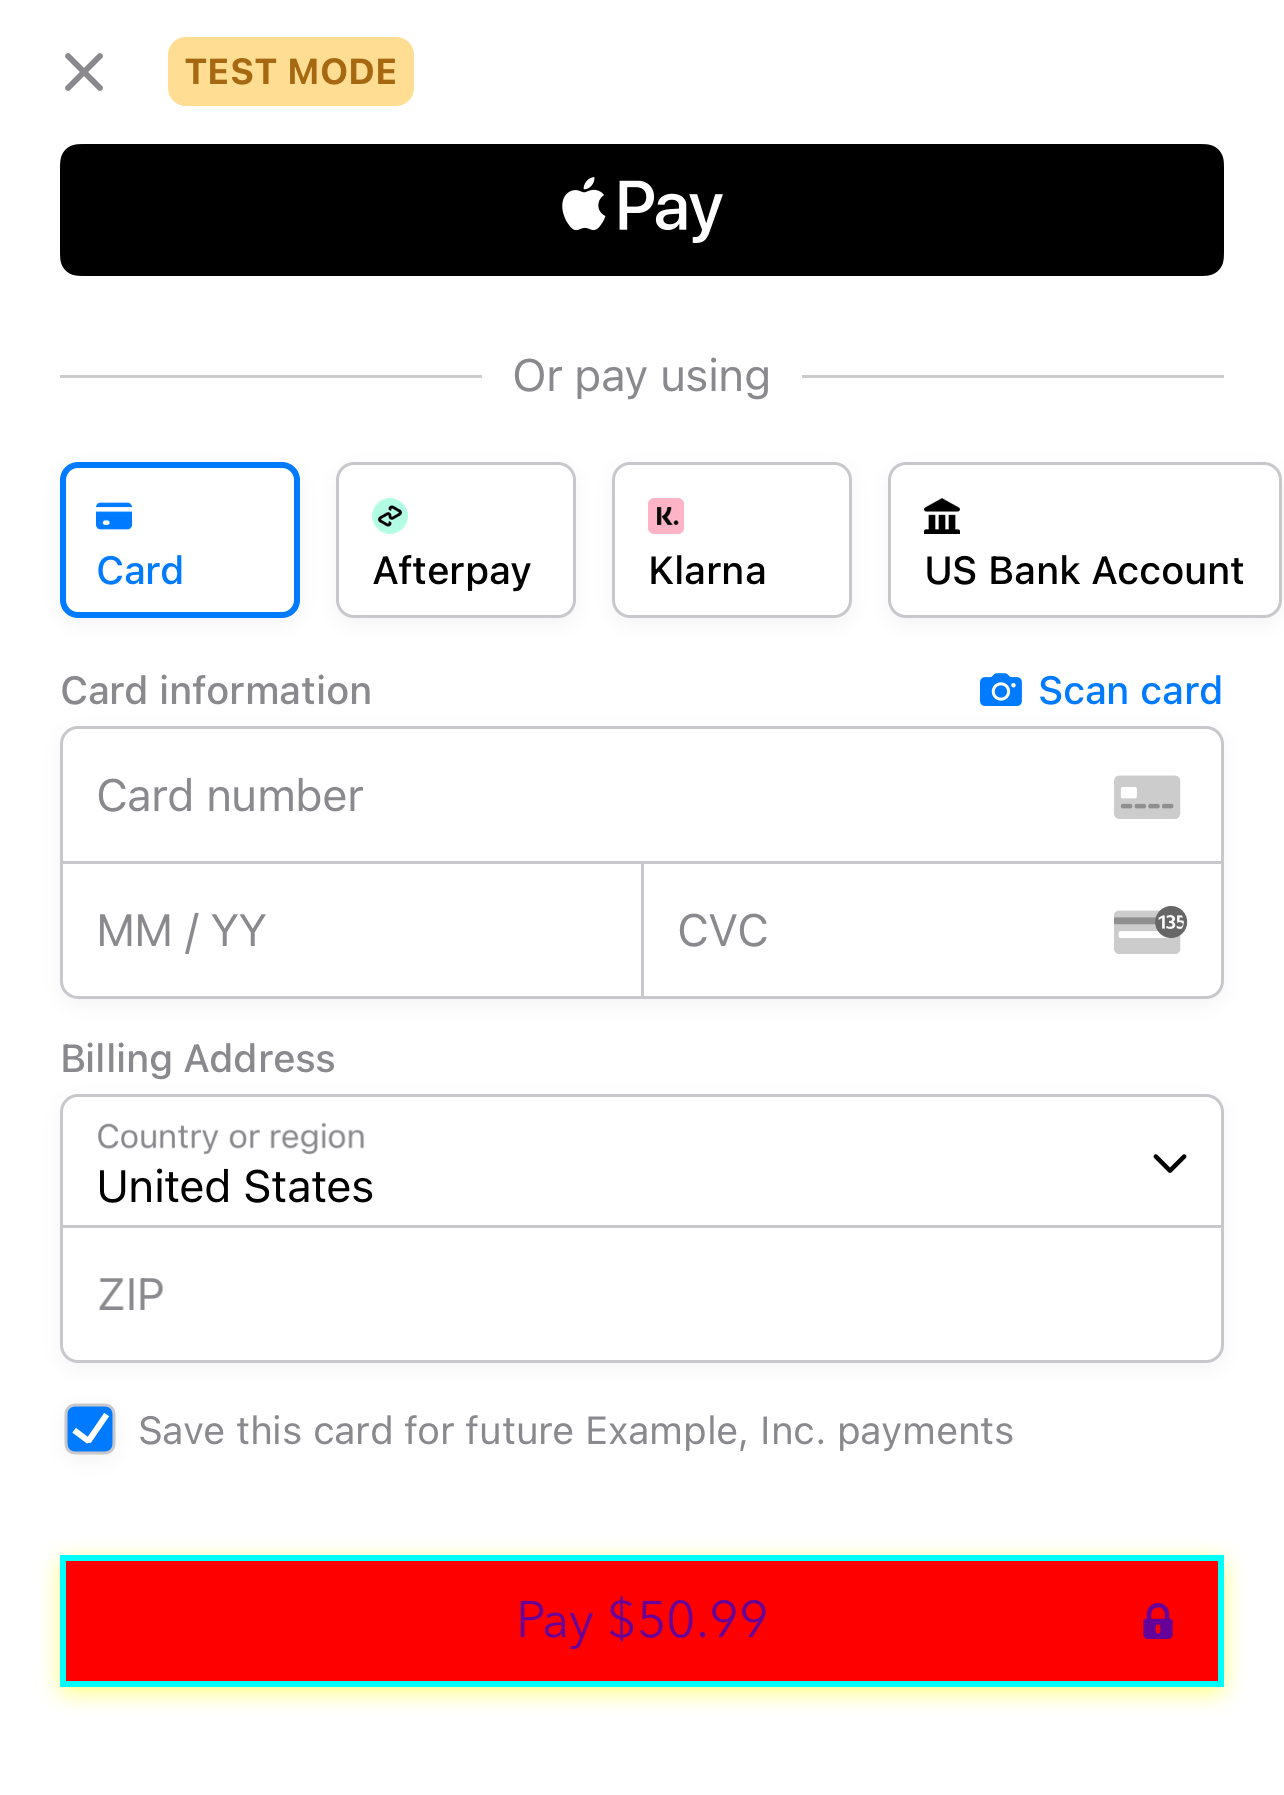 TEST MODE
Pay
Or pay using
Card
K.
Afterpay
Klarna
US Bank Account
Card information
Scan card
Card number
MM / YY
CVC
135
Billing Address
Country or region
United States
ZIP
Save this card for future Example, Inc. payments
Pay $50.99